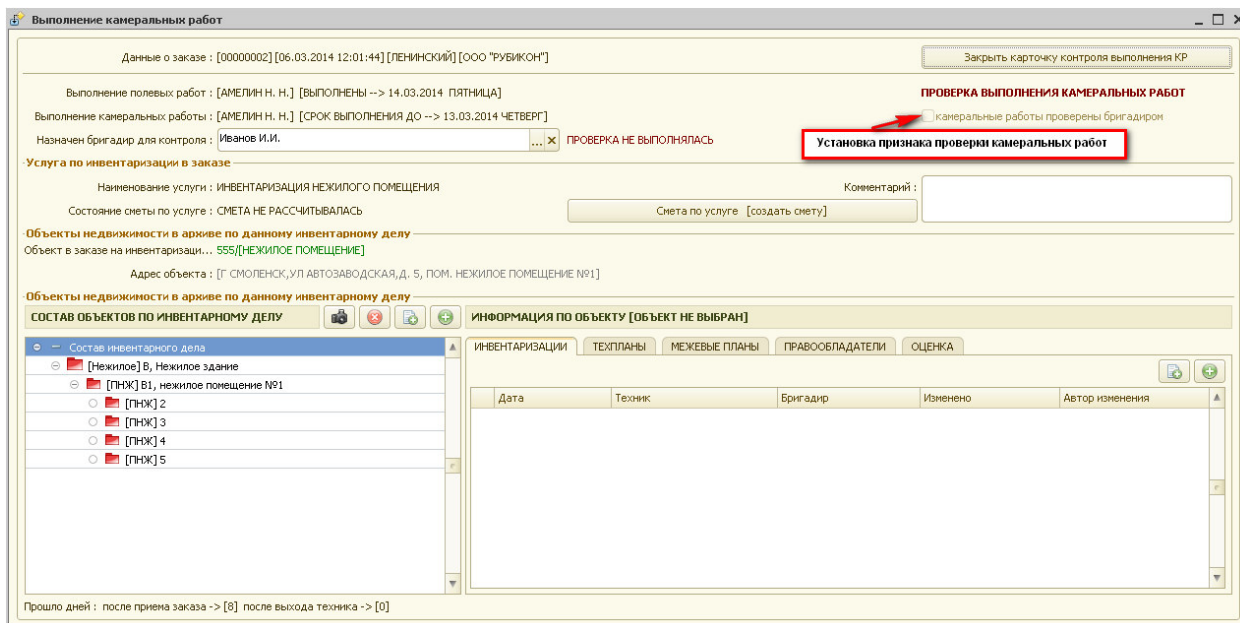 Выполнение камеральных работ
Данные о заказе : [00000002] [06.03.2014 12:01:44] [ЛЕНИНСКИЙ] [ООО "РУБИКОН"]
Закрыть карточку контроля выполнения КР
Выполнение полевых работ : [АМЕЛИН Н. Н.] [ВЫПОЛНЕНЫ --> 14.03.2014 ПЯТНИЦА]
ПРОВЕРКА ВЫПОЛНЕНИЯ КАМЕРАЛЬНЫХ РАБОТ
Выполнение камеральных работы : [АМЕЛИН Н. Н.] [СРОК ВЫПОЛНЕНИЯ ДО --> 13.03.2014 ЧЕТВЕРГ]
камеральные работы проверены бригадиром
Назначен бригадир для контроля : Иванов И.И. ... x ПРОВЕРКА НЕ ВЫПОЛНЯЛАСЬ
Установка признака проверки камеральных работ
Услуга по инвентаризации в заказе
Наименование услуги : ИНВЕНТАРИЗАЦИЯ НЕЖИЛОГО ПОМЕЩЕНИЯ
Комментарий :
Состояние сметы по услуге : СМЕТА НЕ РАССЧИТЫВАЛАСЬ
Смета по услуге [создать смету]
Объекты недвижимости в архиве по данному инвентарному делу
Объект в заказе на инвентаризаци... 555/[НЕЖИЛОЕ ПОМЕЩЕНИЕ]
Адрес объекта : [Г СМОЛЕНСК,УЛ АВТОЗАВОДСКАЯ,Д. 5, ПОМ. НЕЖИЛОЕ ПОМЕЩЕНИЕ №1]
Объекты недвижимости в архиве по данному инвентарному делу
СОСТАВ ОБЪЕКТОВ ПО ИНВЕНТАРНОМУ ДЕЛУ
ИНФОРМАЦИЯ ПО ОБЪЕКТУ [ОБЪЕКТ НЕ ВЫБРАН]
Состав инвентарного дела
[Нежилое] В, Нежилое здание
[ПНЖ] В1, нежилое помещение №1
[ПНЖ] 2
[ПНЖ] 3
[ПНЖ] 4
[ПНЖ] 5
ИНВЕНТАРИЗАЦИИ ТЕХПЛАНЫ МЕЖЕВЫЕ ПЛАНЫ ПРАВООБЛАДАТЕЛИ ОЦЕНКА
Дата Техник Бригадир Изменено Автор изменения
Прошло дней : после приема заказа -> [8] после выхода техника -> [0]